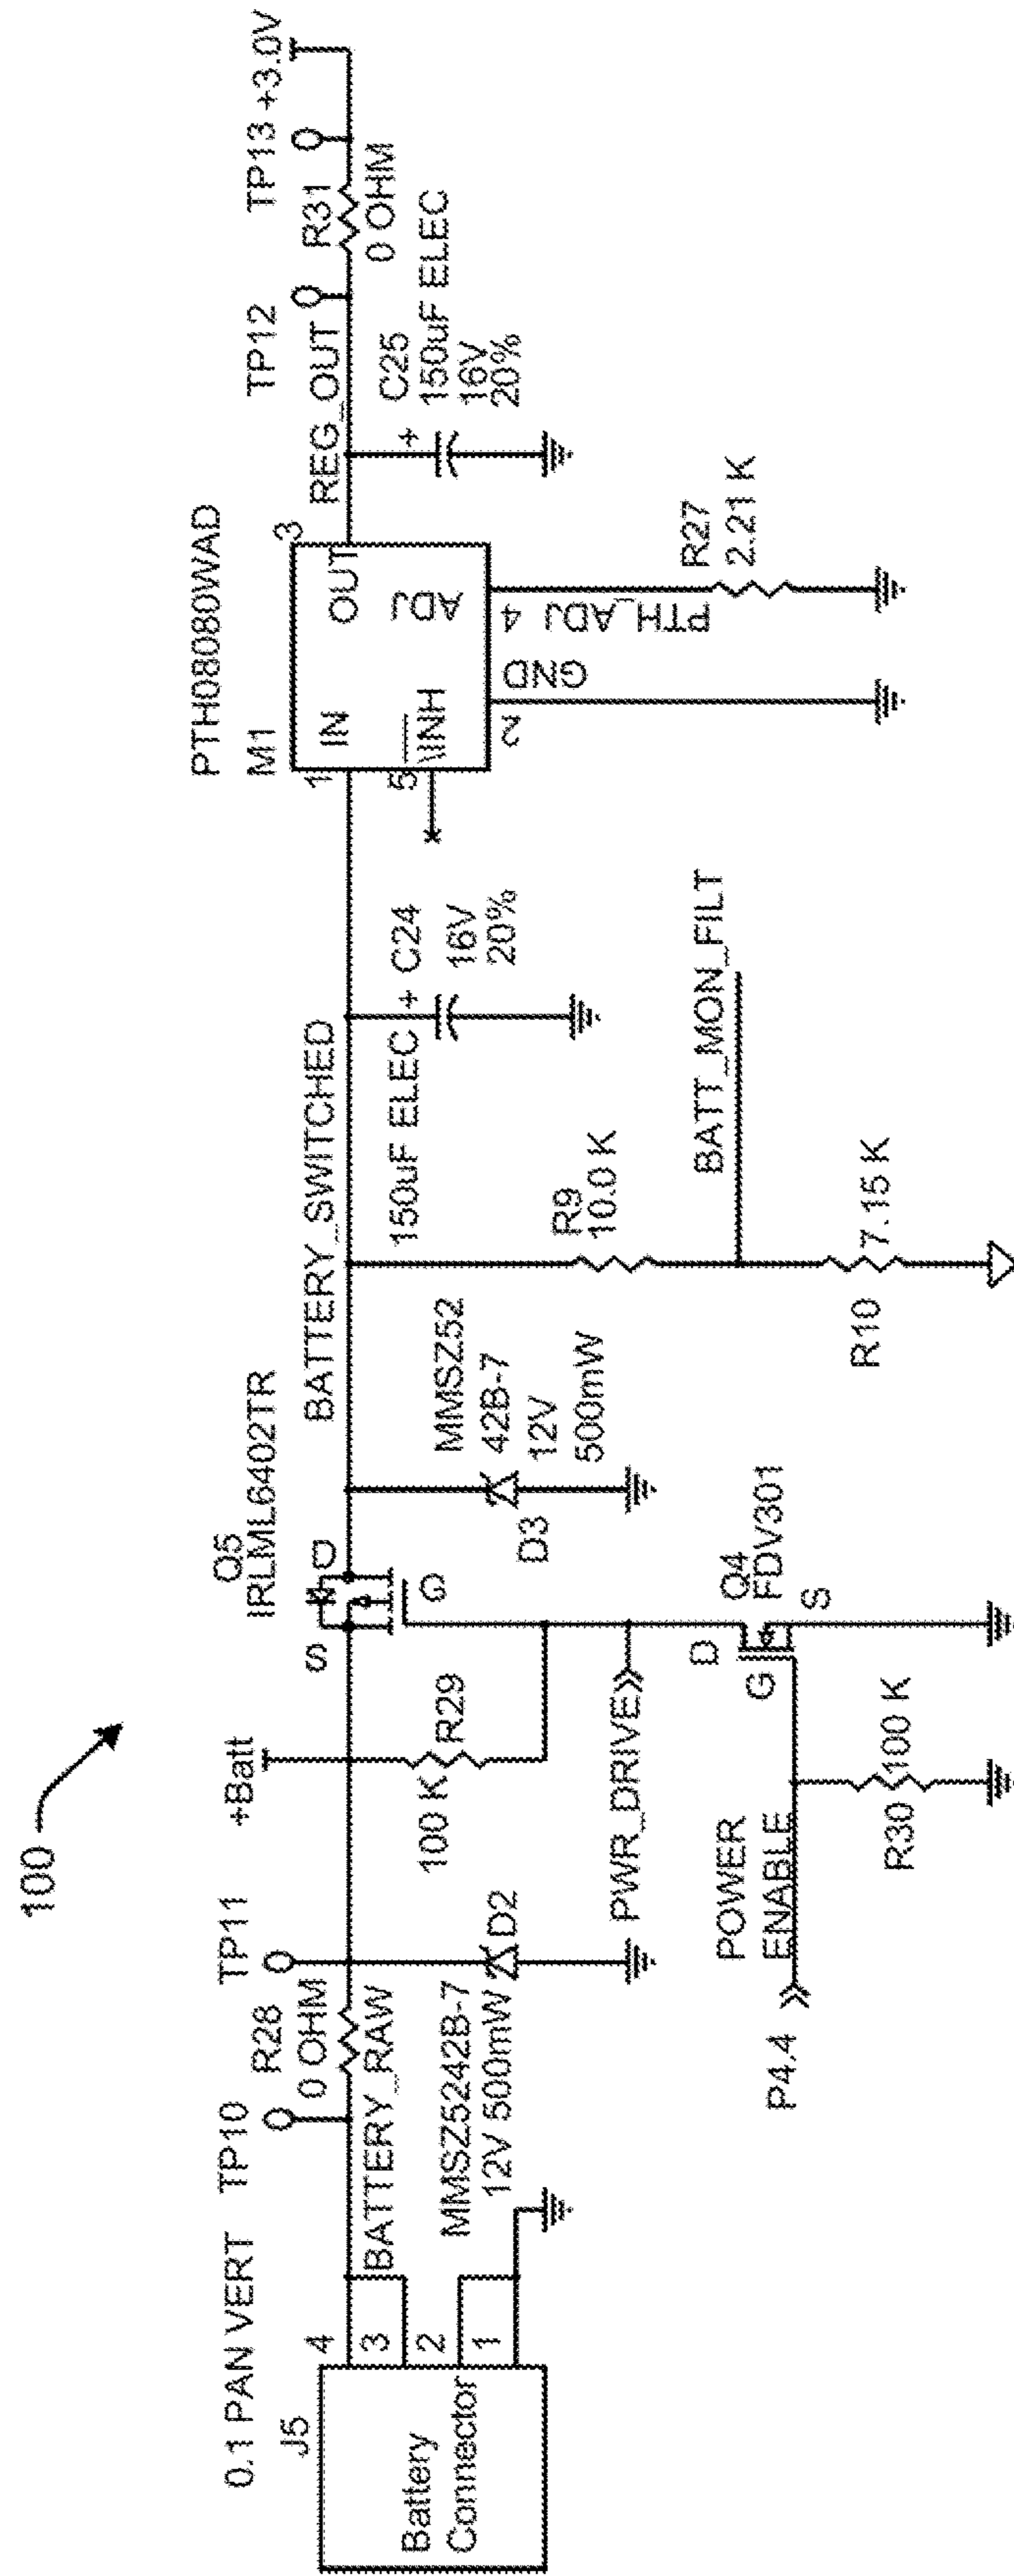 100
0.1 PAN VERT
J5
Battery
Connector
4
3
2
1
TP10
R28
0 OHM
BATTERY_RAW
TP11
MMSZ5242B-7
12V 500mW
D2
+Batt
100 K
R29
PWR_DRIVE
P4.4
POWER
ENABLE
R30
100 K
Q5
IRLML6402TR
S
D
G
Q4
FDV301
D
G
S
MMSZ52
42B-7
12V
500mW
D3
BATTERY_SWITCHED
150uF ELEC
+
C24
16V
20%
R9
10.0 K
BATT_MON_FILT
R10
7.15 K
PTH08080WAD
M1
1
IN
5
\INH
OUT
3
ADJ
4
PTH_ADJ
GND
2
R27
2.21 K
REG_OUT
+
C25
150uF ELEC
16V
20%
TP12
R31
0 OHM
TP13
+3.0V